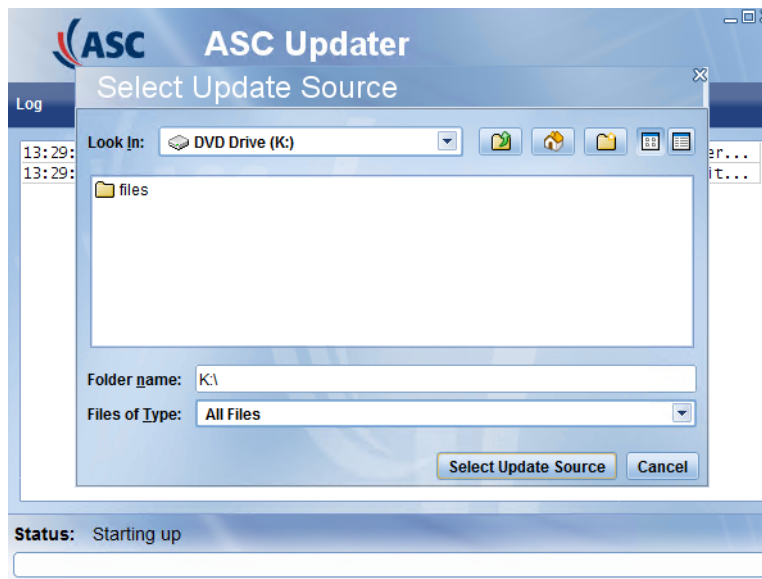 ASC ASC Updater
Select Update Source
Log
Look In: DVD Drive (K:)
13:29: er...
13:29: it...
files
Folder name: K:\
Files of Type: All Files
Select Update Source Cancel
Status: Starting up